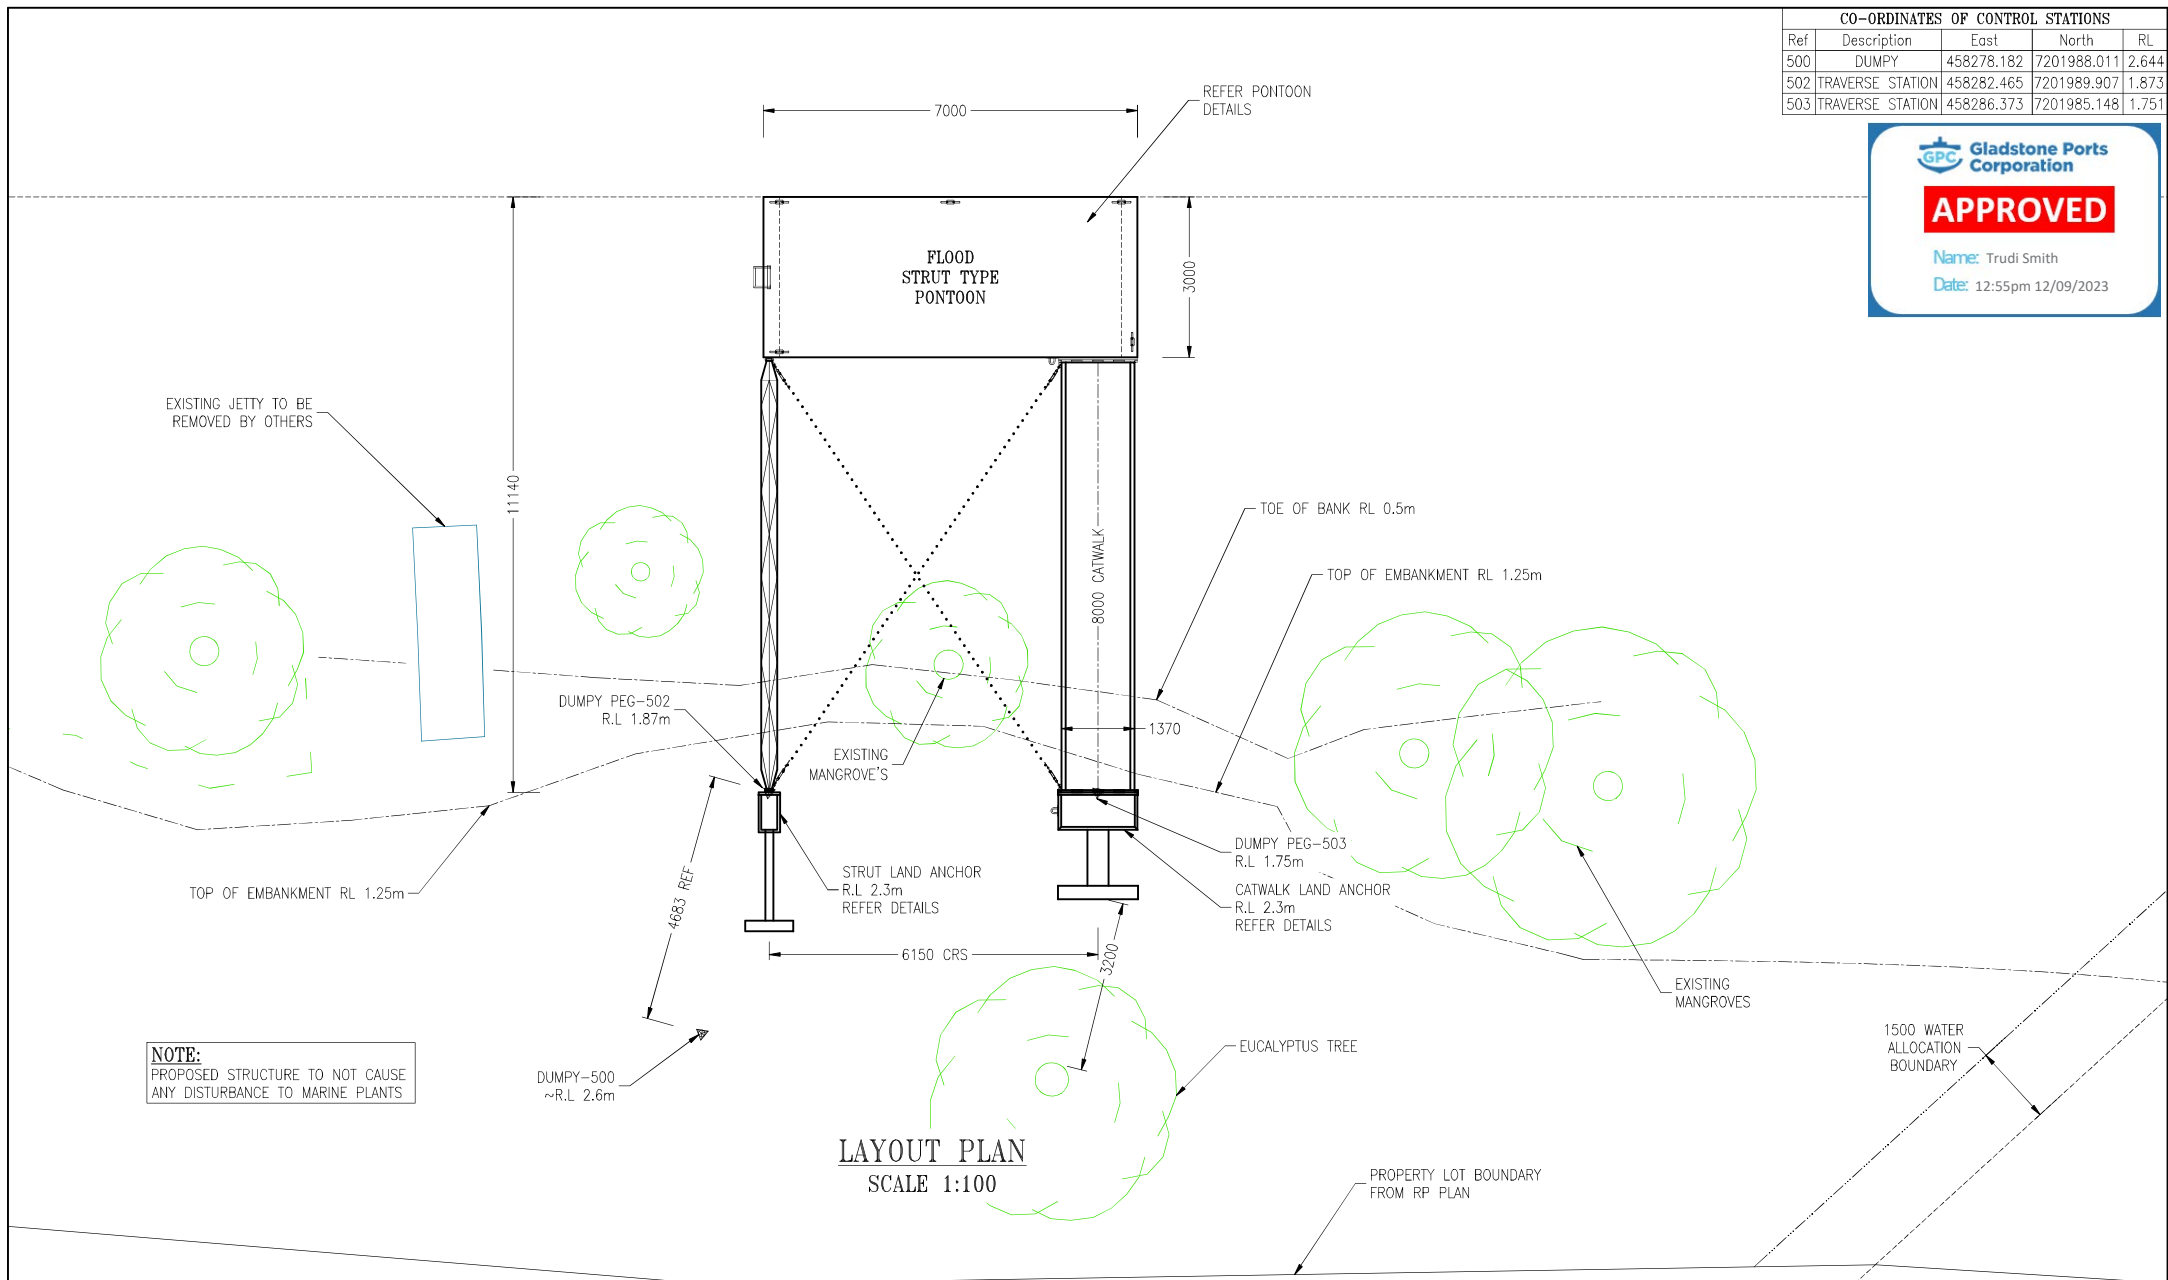 CO-ORDINATES OF CONTROL STATIONS
Ref Description East North RL
500 DUMPY 458278.182 7201988.011 2.644
502 TRAVERSE STATION 458282.465 7201989.907 1.873
503 TRAVERSE STATION 458286.373 7201985.148 1.751
GPC
Gladstone Ports
Corporation
APPROVED
Name: Trudi Smith
Date: 12:55pm 12/09/2023
REFER PONTOON
DETAILS
7000
FLOOD
STRUT TYPE
PONTOON
3000
EXISTING JETTY TO BE
REMOVED BY OTHERS
11140
8000 CATWALK
TOE OF BANK RL 0.5m
TOP OF EMBANKMENT RL 1.25m
DUMPY PEG-502
R.L 1.87m
EXISTING
MANGROVE'S
1370
DUMPY PEG-503
R.L 1.75m
STRUT LAND ANCHOR
R.L 2.3m
REFER DETAILS
CATWALK LAND ANCHOR
R.L 2.3m
REFER DETAILS
TOP OF EMBANKMENT RL 1.25m
4683 REF
6150 CRS
3200
EXISTING
MANGROVES
1500 WATER
ALLOCATION
BOUNDARY
EUCALYPTUS TREE
NOTE:
PROPOSED STRUCTURE TO NOT CAUSE
ANY DISTURBANCE TO MARINE PLANTS
DUMPY-500
~R.L 2.6m
LAYOUT PLAN
SCALE 1:100
PROPERTY LOT BOUNDARY
FROM RP PLAN